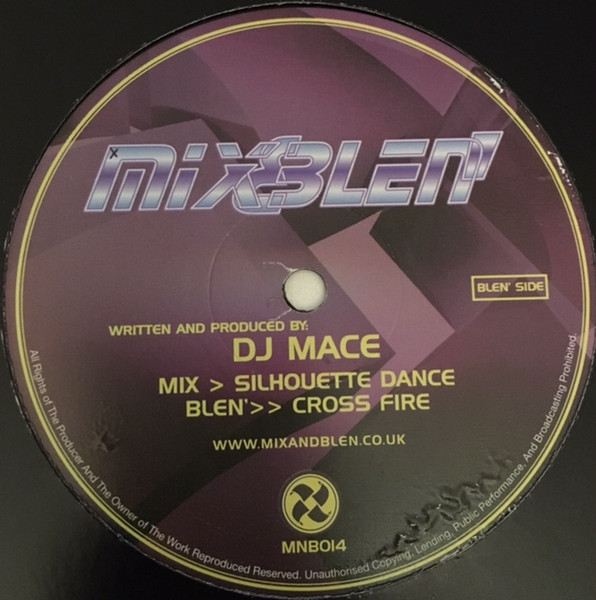 x
MIX&BLEN'
BLEN' SIDE
WRITTEN AND PRODUCED BY:
DJ MACE
MIX > SILHOUETTE DANCE
BLEN'>> CROSS FIRE
WWW.MIXANDBLEN.CO.UK
MNB014
All Rights of The Producer And The Owner of The Work Reproduced Reserved. Unauthorised Copying, Lending, Public Performance, And Broadcasting Prohibited.